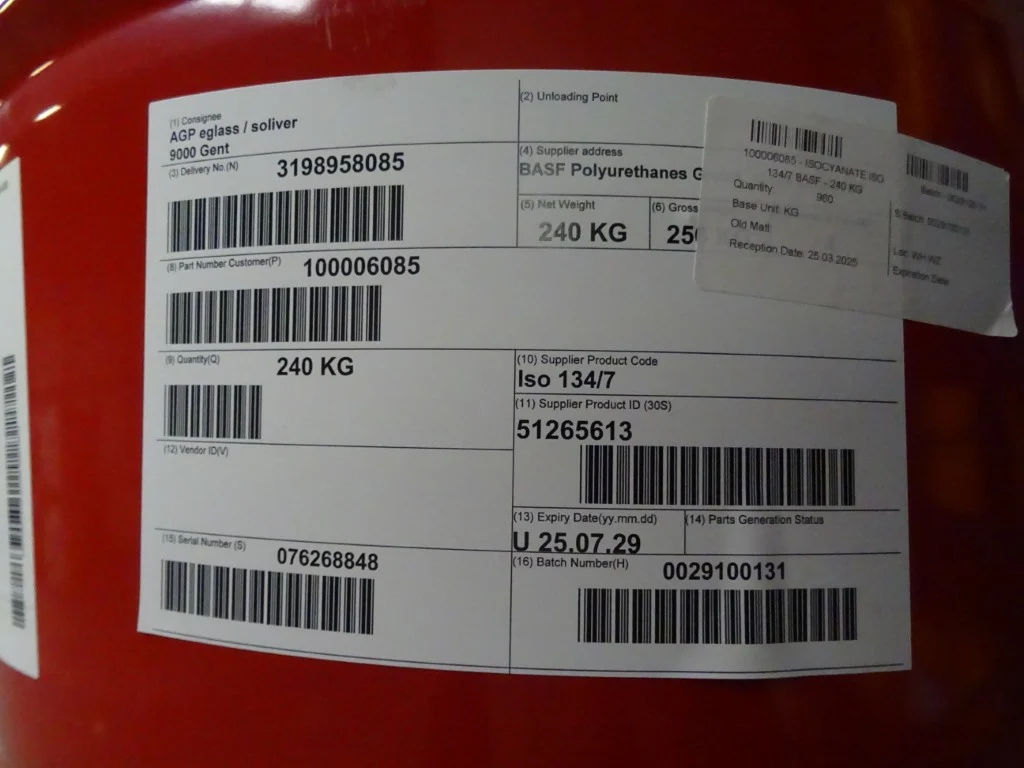 (1) Consignee
AGP eglass / soliver
9000 Gent
(2) Unloading Point
(3) Delivery No.(N)
3198958085
(4) Supplier address
BASF Polyurethanes G
(5) Net Weight
240 KG
(6) Gross
250
(8) Part Number Customer(P)
100006085
(9) Quantity(Q)
240 KG
(10) Supplier Product Code
Iso 134/7
(11) Supplier Product ID (30S)
51265613
(12) Vendor ID(V)
(13) Expiry Date(yy.mm.dd)
U 25.07.29
(14) Parts Generation Status
(15) Serial Number (S)
076268848
(16) Batch Number(H)
0029100131
100006085 - ISOCYANATE ISO
134/7 BASF - 240 KG
Quantity
960
Base Unit: KG
Old Matl:
Reception Date: 25.03.2025
Batch:
S Batch:
Expiration Date